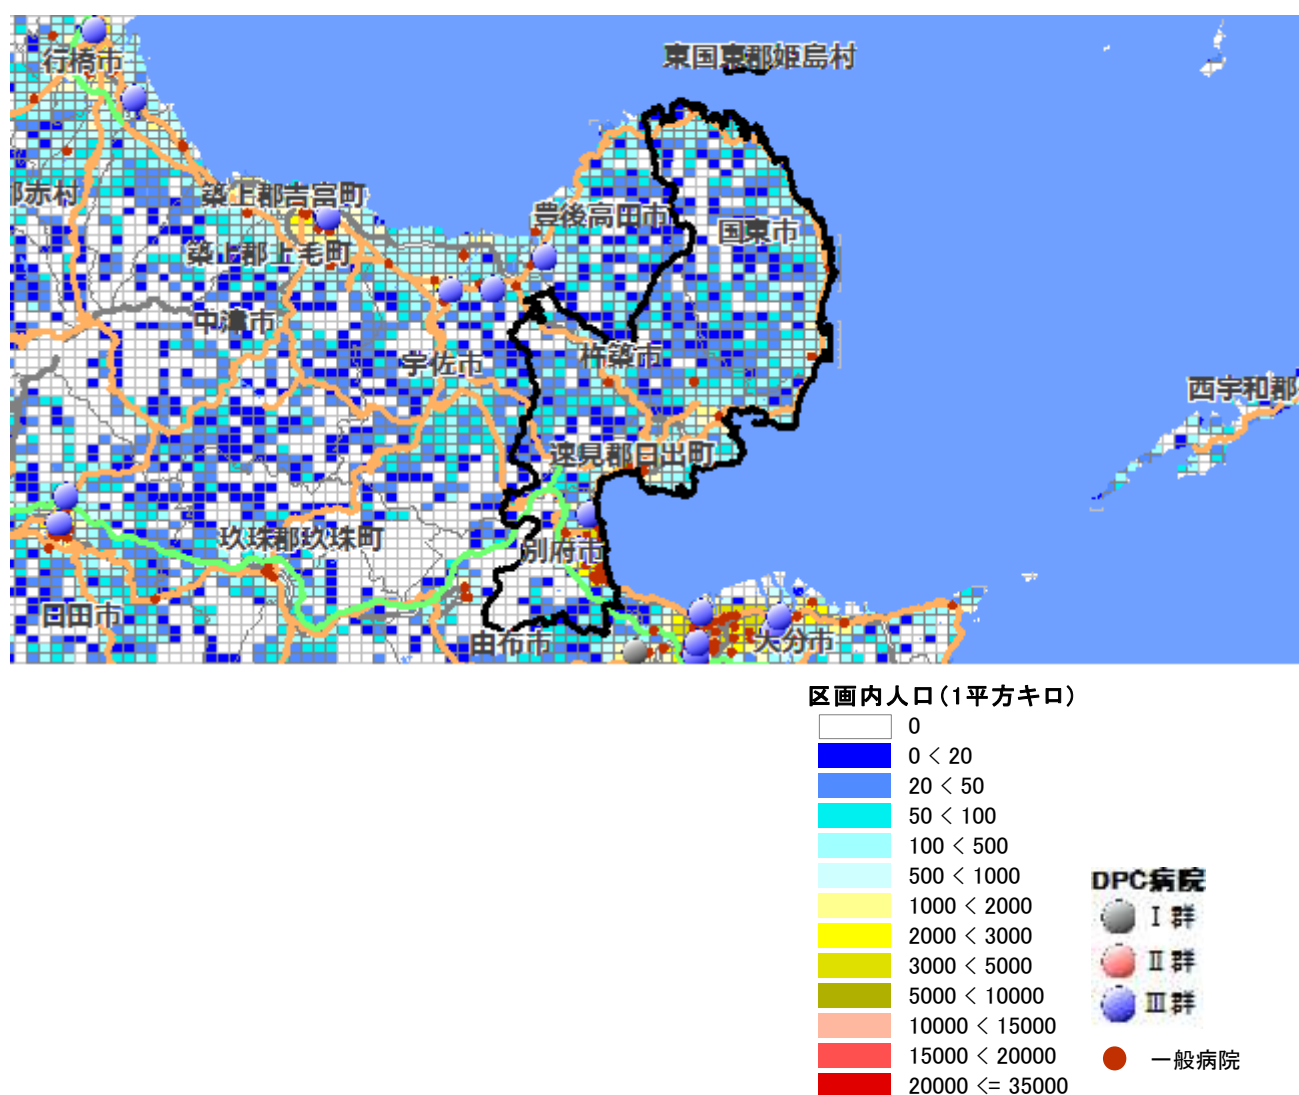 東国東郡姫島村
行橋市
郡赤村
築上郡吉富町
豊後高田市
国東市
築上郡上毛町
中津市
杵築市
宇佐市
西宇和郡
速見郡日出町
玖珠郡玖珠町
別府市
日田市
由布市
大分市
区画内人口(1平方キロ)
0
0 < 20
20 < 50
50 < 100
100 < 500
500 < 1000
1000 < 2000
2000 < 3000
3000 < 5000
5000 < 10000
10000 < 15000
15000 < 20000
20000 <= 35000
DPC病院
Ⅰ群
Ⅱ群
Ⅲ群
一般病院